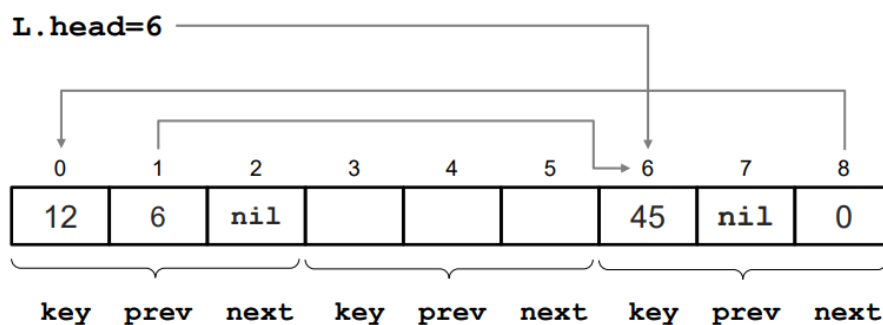 L.head=6
0 1 2 3 4 5 6 7 8
12 6 nil 45 nil 0
key prev next key prev next key prev next